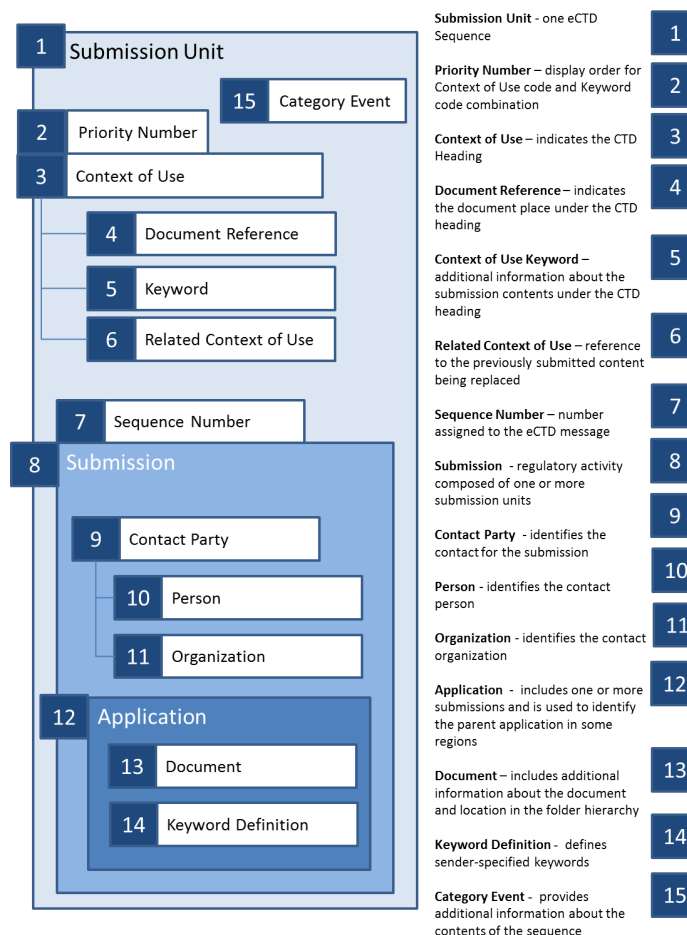 1
Submission Unit
15
Category Event
2
Priority Number
3
Context of Use
4
Document Reference
5
Keyword
6
Related Context of Use
7
Sequence Number
8
Submission
9
Contact Party
10
Person
11
Organization
12
Application
13
Document
14
Keyword Definition
Submission Unit - one eCTD
Sequence
1
Priority Number – display order for
Context of Use code and Keyword
code combination
2
Context of Use – indicates the CTD
Heading
3
Document Reference – indicates
the document place under the CTD
heading
4
Context of Use Keyword –
additional information about the
submission contents under the CTD
heading
5
Related Context of Use – reference
to the previously submitted content
being replaced
6
Sequence Number – number
assigned to the eCTD message
7
Submission - regulatory activity
composed of one or more
submission units
8
Contact Party - identifies the
contact for the submission
9
Person - identifies the contact
person
10
Organization - identifies the contact
organization
11
Application - includes one or more
submissions and is used to identify
the parent application in some
regions
12
Document – includes additional
information about the document
and location in the folder hierarchy
13
Keyword Definition - defines
sender-specified keywords
14
Category Event - provides
additional information about the
contents of the sequence
15